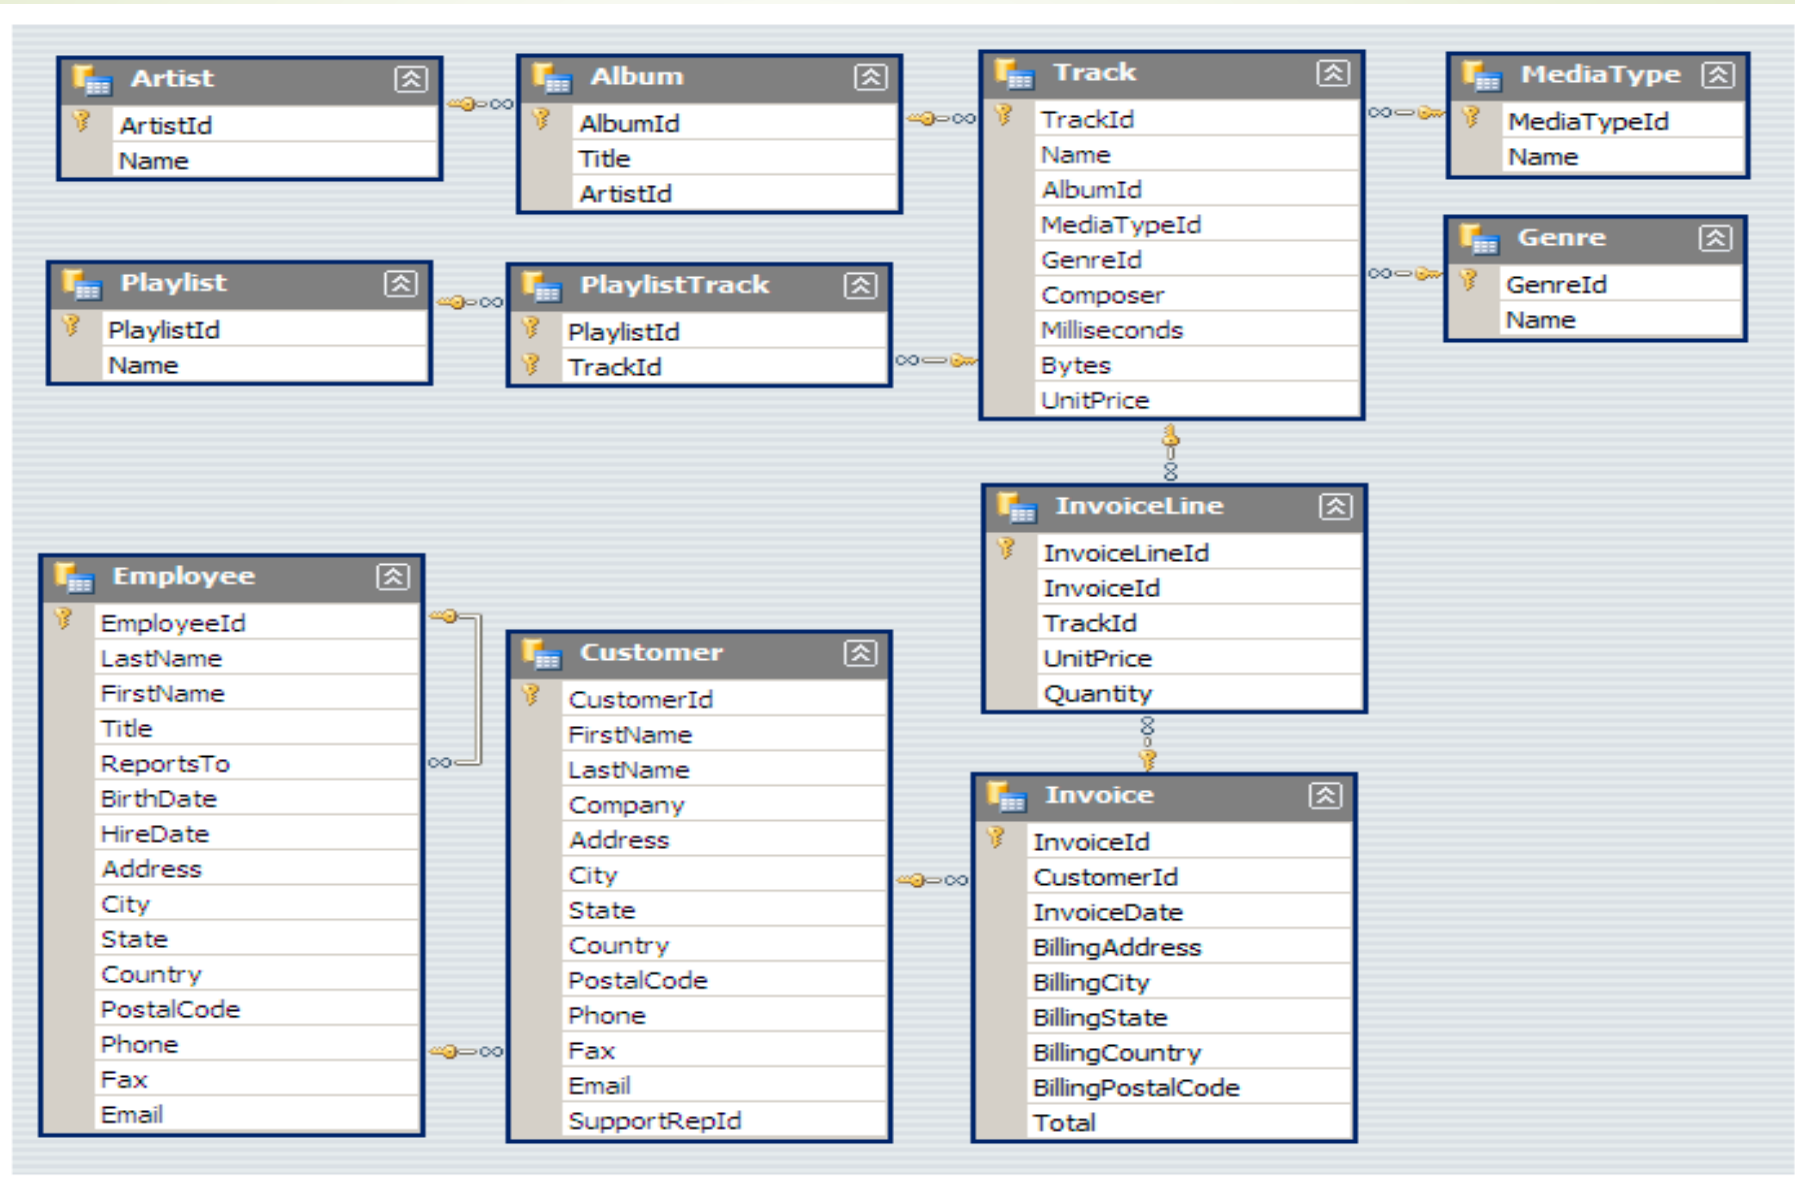 Artist
ArtistId
Name
Album
AlbumId
Title
ArtistId
Track
TrackId
Name
AlbumId
MediaTypeId
GenreId
Composer
Milliseconds
Bytes
UnitPrice
MediaType
MediaTypeId
Name
Genre
GenreId
Name
Playlist
PlaylistId
Name
PlaylistTrack
PlaylistId
TrackId
InvoiceLine
InvoiceLineId
InvoiceId
TrackId
UnitPrice
Quantity
Employee
EmployeeId
LastName
FirstName
Title
ReportsTo
BirthDate
HireDate
Address
City
State
Country
PostalCode
Phone
Fax
Email
Customer
CustomerId
FirstName
LastName
Company
Address
City
State
Country
PostalCode
Phone
Fax
Email
SupportRepId
Invoice
InvoiceId
CustomerId
InvoiceDate
BillingAddress
BillingCity
BillingState
BillingCountry
BillingPostalCode
Total